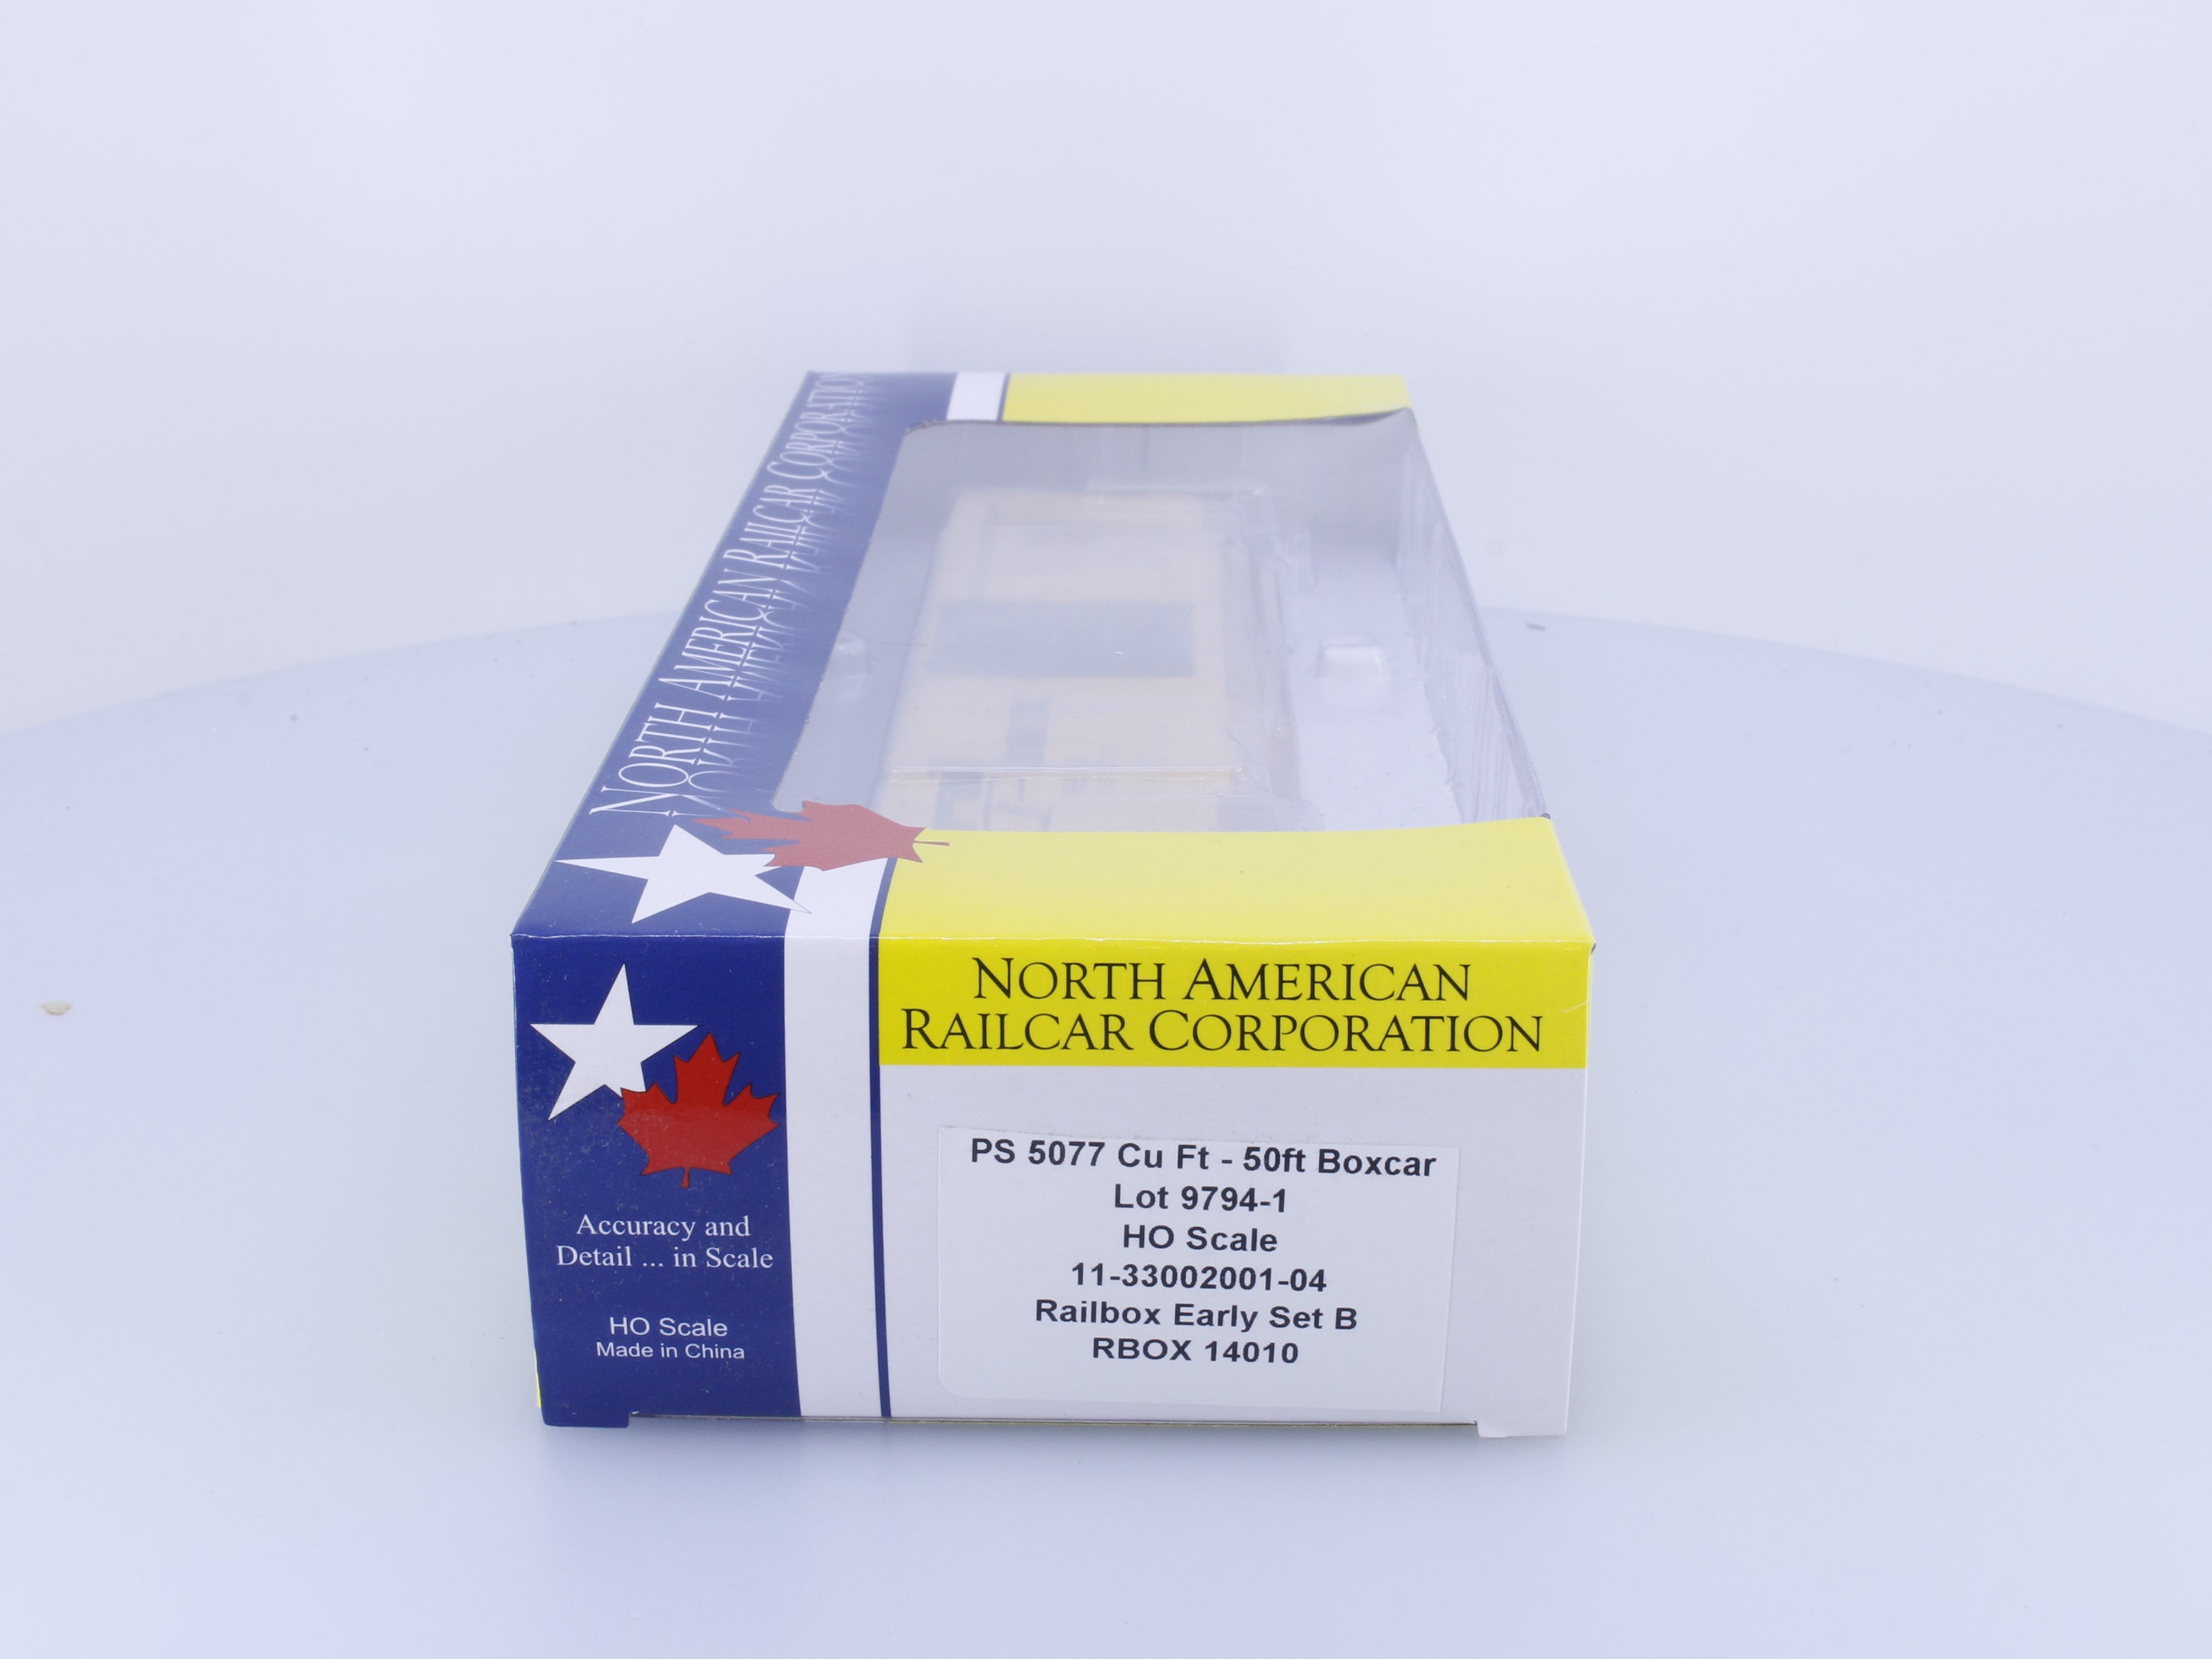 NORTH AMERICAN RAILCAR CORPORATION
NORTH AMERICAN
RAILCAR CORPORATION
Accuracy and
Detail ... in Scale
HO Scale
Made in China
PS 5077 Cu Ft - 50ft Boxcar
Lot 9794-1
HO Scale
11-33002001-04
Railbox Early Set B
RBOX 14010